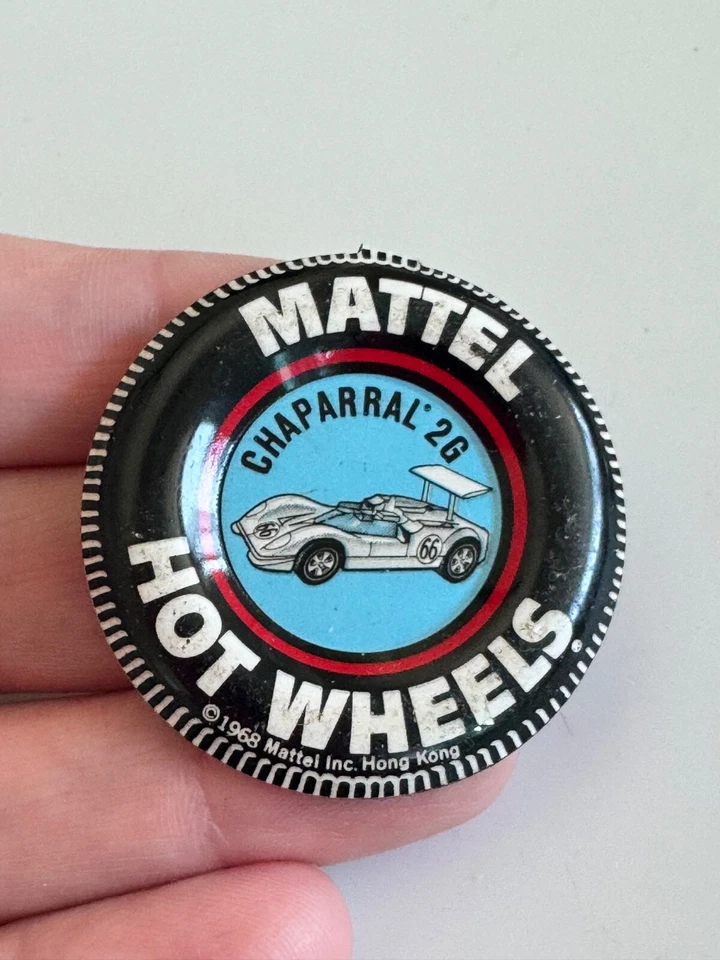 MATTEL
CHAPARRAL® 2G
66
HOT WHEELS®
©1968 Mattel Inc. Hong Kong